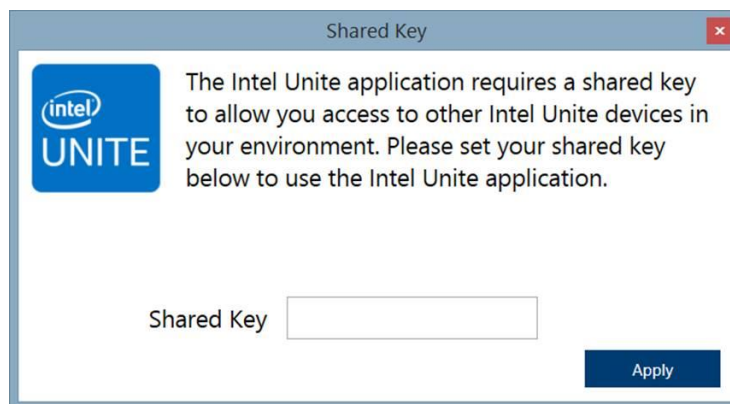 Shared Key
intel
UNITE
The Intel Unite application requires a shared key
to allow you access to other Intel Unite devices in
your environment. Please set your shared key
below to use the Intel Unite application.
Shared Key
Apply